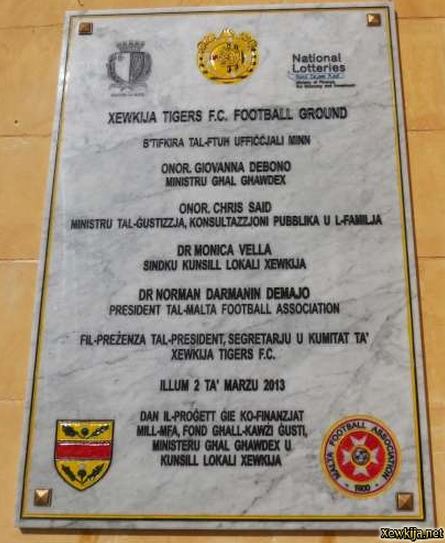 National
Lotteries
XEWKIJA TIGERS F.C. FOOTBALL GROUND
B'TIFKIRA TAL-FTUH UFFIĊĊJALI MINN
ONOR. GIOVANNA DEBONO
MINISTRU GHAL GHAWDEX
ONOR. CHRIS SAID
MINISTRU TAL-GUSTIZZJA, KONSULTAZZJONI PUBBLIKA U L-FAMILJA
DR MONICA VELLA
SINDKU KUNSILL LOKALI XEWKIJA
DR NORMAN DARMANIN DEMAJO
PRESIDENT TAL-MALTA FOOTBALL ASSOCIATION
FIL-PREŻENZA TAL-PRESIDENT, SEGRETARJU U KUMITAT TA'
XEWKIJA TIGERS F.C.
ILLUM 2 TA' MARZU 2013
DAN IL-PROGETT GIE KO-FINANZJAT
MILL-MFA, FOND GHALL-KAWŻI GUSTI,
MINISTERU GHAL GHAWDEX U
KUNSILL LOKALI XEWKIJA
MALTA FOOTBALL ASSOCIATION
1900
Xewkija.net